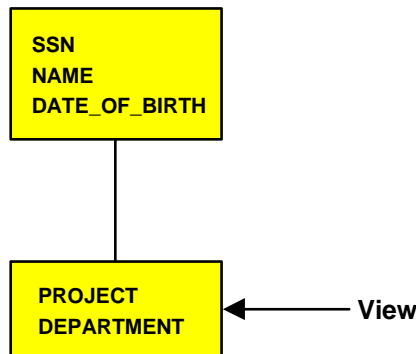 SSN
NAME
DATE_OF_BIRTH
PROJECT
DEPARTMENT
View